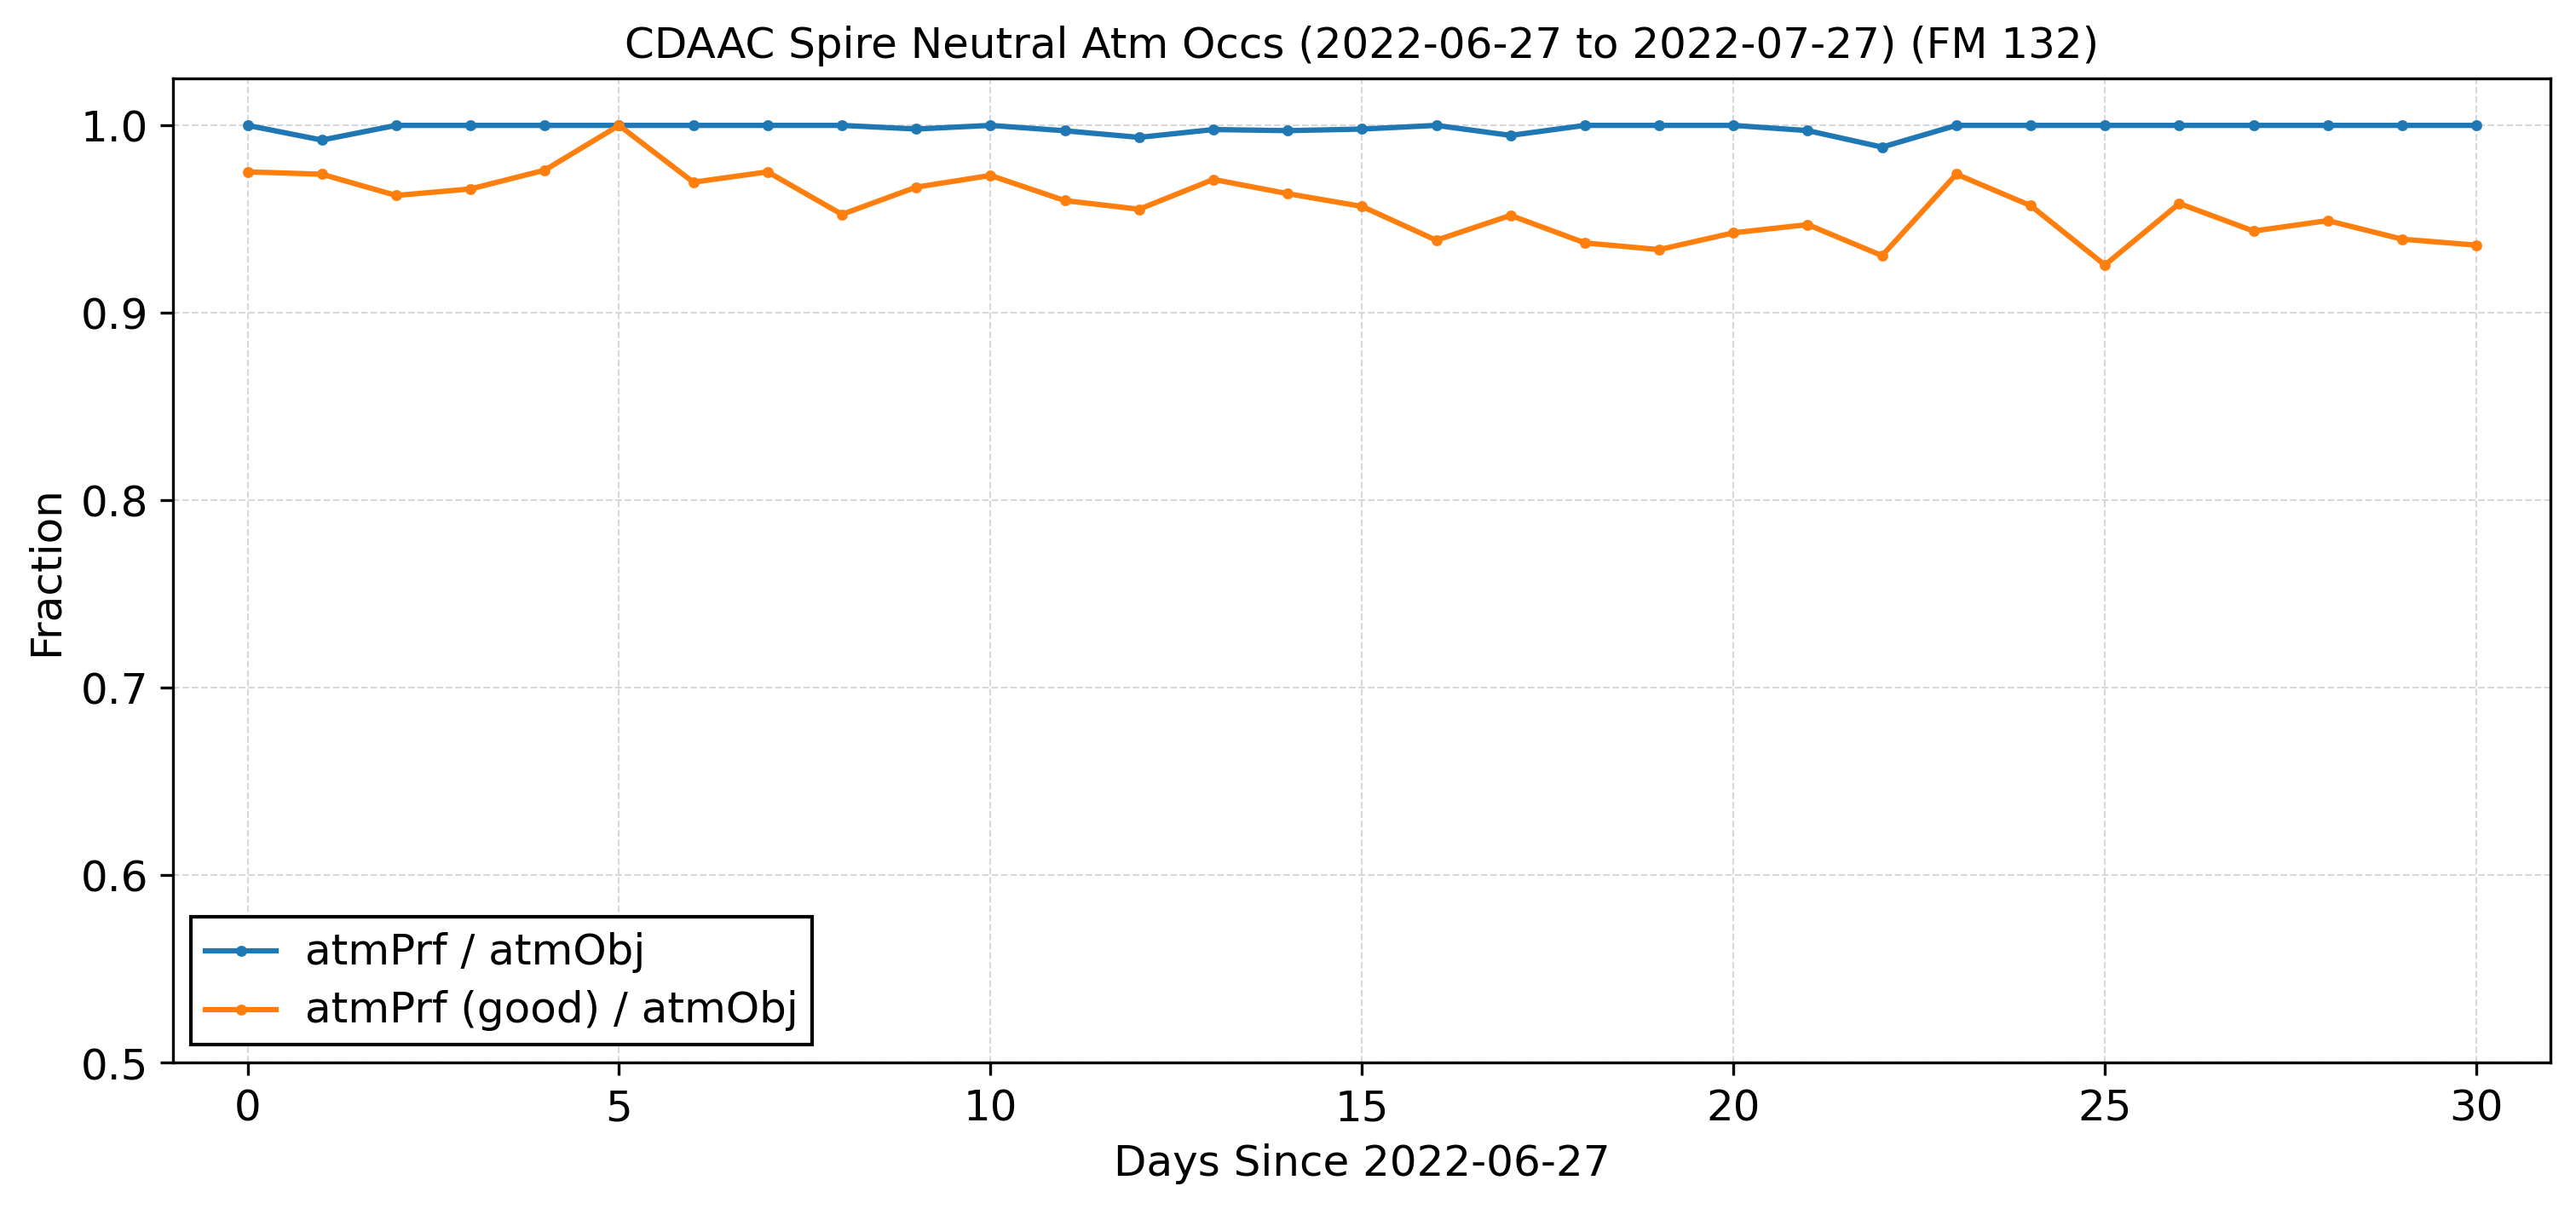 CDAAC Spire Neutral Atm Occs (2022-06-27 to 2022-07-27) (FM 132)
1.0
0.9
0.8
0.7
0.6
0.5
Fraction
atmPrf / atmObj
atmPrf (good) / atmObj
0 5 10 15 20 25 30
Days Since 2022-06-27